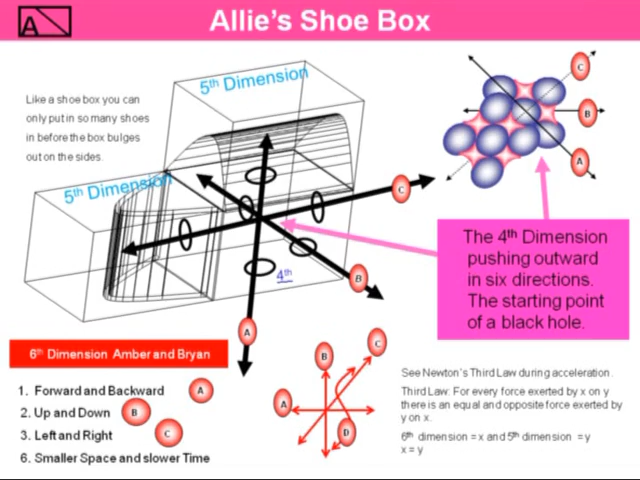 A
Allie's Shoe Box
Like a shoe box you can
only put in so many shoes
in before the box bulges
out on the sides.
5th Dimension
5th Dimension
C
B
A
C
B
A
4th
The 4th Dimension
pushing outward
in six directions.
The starting point
of a black hole.
6th Dimension Amber and Bryan
1. Forward and Backward A
2. Up and Down B
3. Left and Right C
6. Smaller Space and slower Time
B
C
A
D
See Newton's Third Law during acceleration.
Third Law: For every force exerted by x on y
there is an equal and opposite force exerted by
y on x.
6th dimension = x and 5th dimension = y
x = y